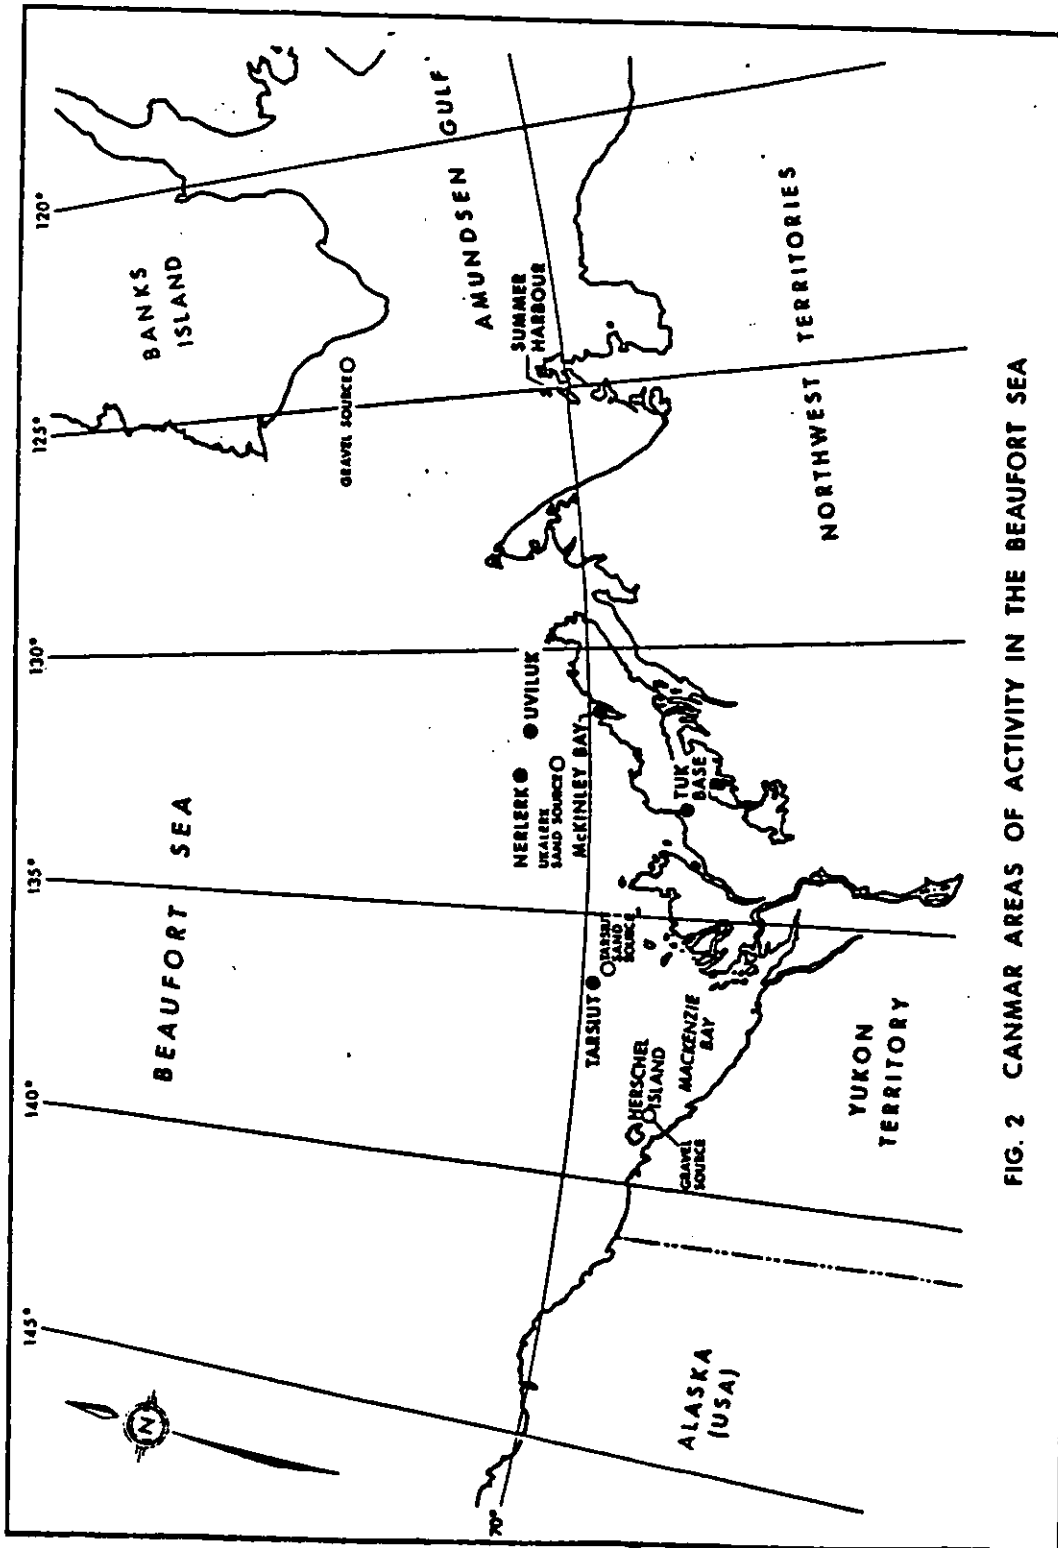 145°
140°
135°
130°
125°
120°
70°
N
BEAUFORT SEA
BANKS
ISLAND
GRAVEL SOURCE
AMUNDSEN GULF
SUMMER
HARBOUR
NERLERK
UVILUK
UKALERK
SAND SOURCE
McKINLEY BAY
TARSIUT
TARSIUT
SAND
SOURCE
TUK
BASE
HERSCHEL
ISLAND
MACKENZIE
BAY
GRAVEL
SOURCE
ALASKA
(USA)
YUKON
TERRITORY
NORTHWEST TERRITORIES
FIG. 2 CANMAR AREAS OF ACTIVITY IN THE BEAUFORT SEA